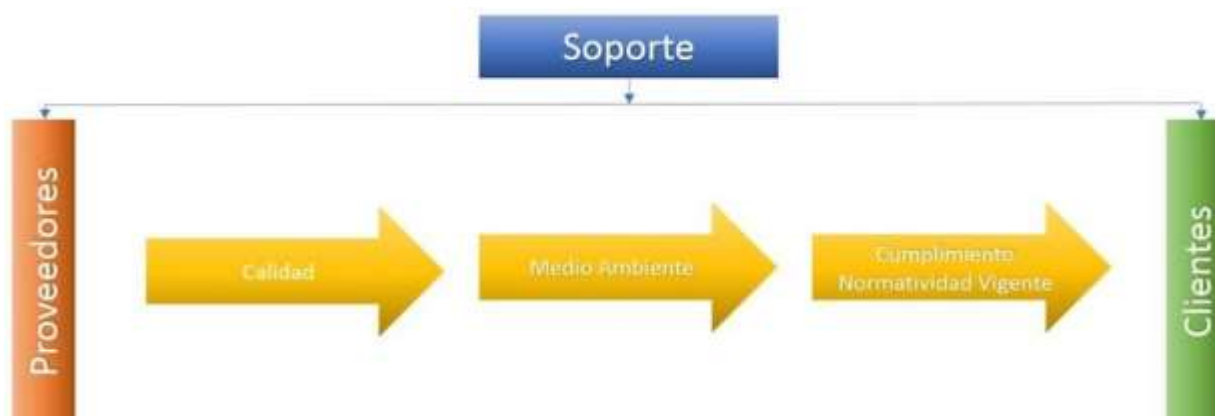 Soporte
Proveedores
Calidad
Medio Ambiente
Cumplimiento
Normatividad Vigente
Clientes